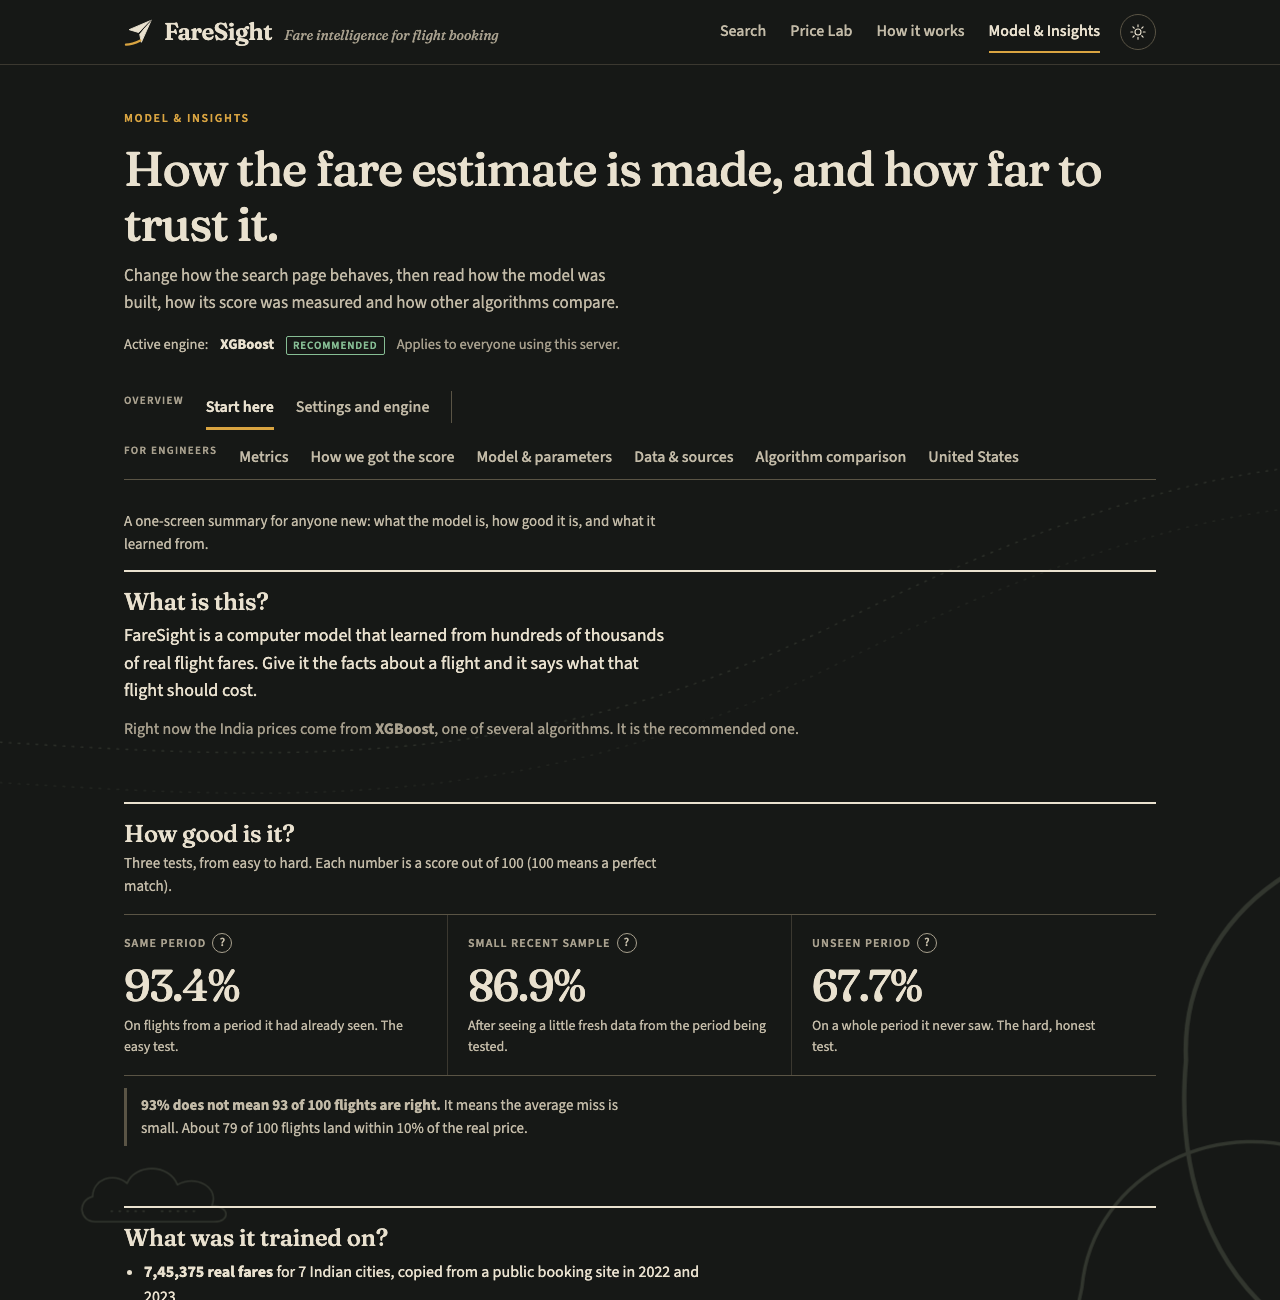 FareSight Fare intelligence for flight booking Search Price Lab How it works Model & Insights
MODEL & INSIGHTS
How the fare estimate is made, and how far to
trust it.
Change how the search page behaves, then read how the model was
built, how its score was measured and how other algorithms compare.
Active engine: XGBoost RECOMMENDED Applies to everyone using this server.
OVERVIEW Start here Settings and engine
FOR ENGINEERS Metrics How we got the score Model & parameters Data & sources Algorithm comparison United States
A one-screen summary for anyone new: what the model is, how good it is, and what it
learned from.
What is this?
FareSight is a computer model that learned from hundreds of thousands
of real flight fares. Give it the facts about a flight and it says what that
flight should cost.
Right now the India prices come from XGBoost, one of several algorithms. It is the recommended one.
How good is it?
Three tests, from easy to hard. Each number is a score out of 100 (100 means a perfect
match).
SAME PERIOD ?
93.4%
On flights from a period it had already seen. The
easy test.
SMALL RECENT SAMPLE ?
86.9%
After seeing a little fresh data from the period being
tested.
UNSEEN PERIOD ?
67.7%
On a whole period it never saw. The hard, honest
test.
93% does not mean 93 of 100 flights are right. It means the average miss is
small. About 79 of 100 flights land within 10% of the real price.
What was it trained on?
• 7,45,375 real fares for 7 Indian cities, copied from a public booking site in 2022 and
2023